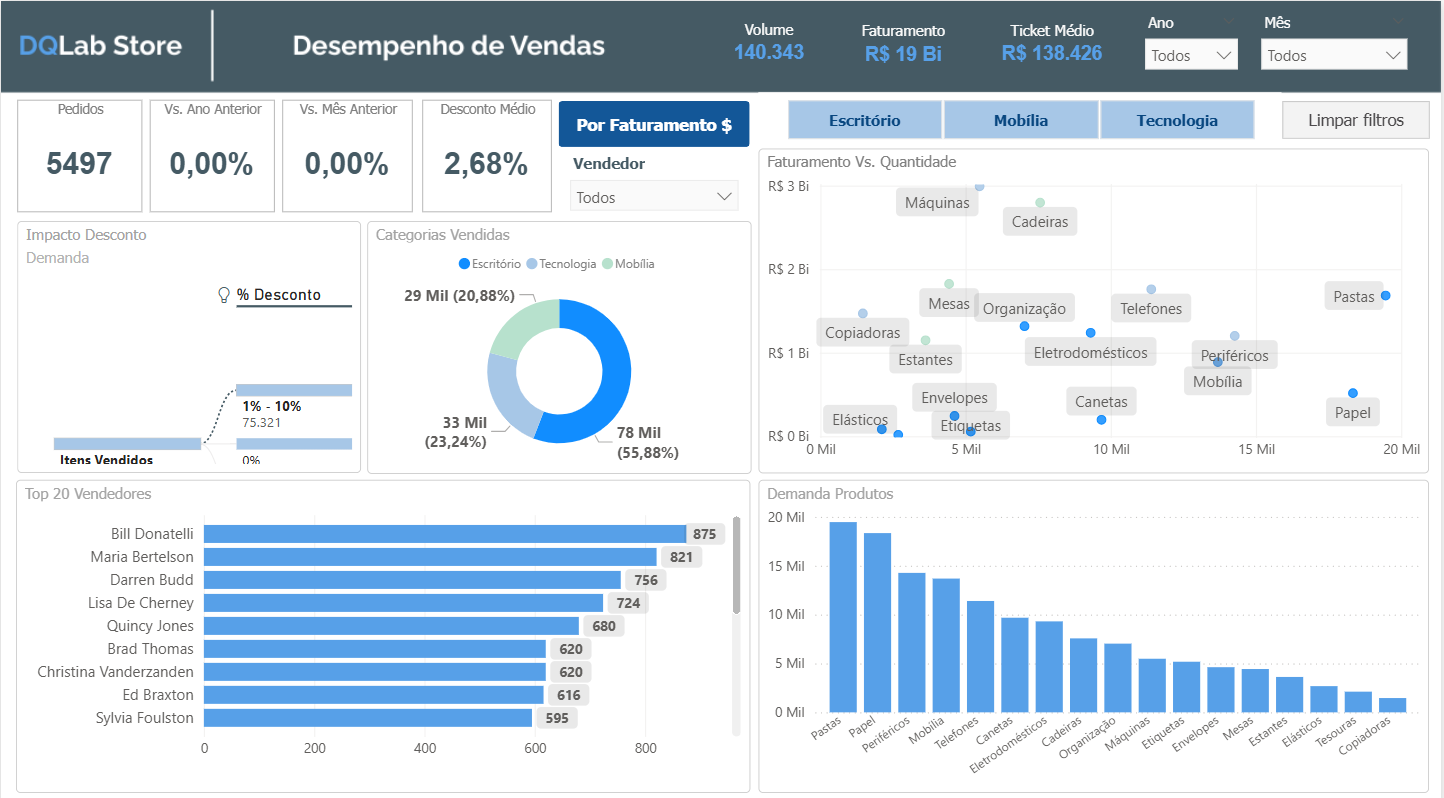 DQLab Store
Desempenho de Vendas
Volume
140.343
Faturamento
R$ 19 Bi
Ticket Médio
R$ 138.426
Ano
Todos
Mês
Todos
Pedidos
5497
Vs. Ano Anterior
0,00%
Vs. Mês Anterior
0,00%
Desconto Médio
2,68%
Por Faturamento $
Vendedor
Todos
Escritório
Mobília
Tecnologia
Limpar filtros
Impacto Desconto
Demanda
% Desconto
1% - 10%
75.321
Itens Vendidos
0%
Categorias Vendidas
Escritório
Tecnologia
Mobília
29 Mil (20,88%)
33 Mil
(23,24%)
78 Mil
(55,88%)
Faturamento Vs. Quantidade
R$ 3 Bi
R$ 2 Bi
R$ 1 Bi
R$ 0 Bi
Máquinas
Cadeiras
Mesas
Organização
Telefones
Pastas
Copiadoras
Estantes
Eletrodomésticos
Periféricos
Mobília
Envelopes
Canetas
Papel
Elásticos
Etiquetas
0 Mil
5 Mil
10 Mil
15 Mil
20 Mil
Top 20 Vendedores
Bill Donatelli
875
Maria Bertelson
821
Darren Budd
756
Lisa De Cherney
724
Quincy Jones
680
Brad Thomas
620
Christina Vanderzanden
620
Ed Braxton
616
Sylvia Foulston
595
0
200
400
600
800
Demanda Produtos
20 Mil
15 Mil
10 Mil
5 Mil
0 Mil
Pastas
Papel
Periféricos
Mobília
Telefones
Canetas
Eletrodomésticos
Cadeiras
Organização
Máquinas
Etiquetas
Envelopes
Mesas
Estantes
Elásticos
Tesouras
Copiadoras